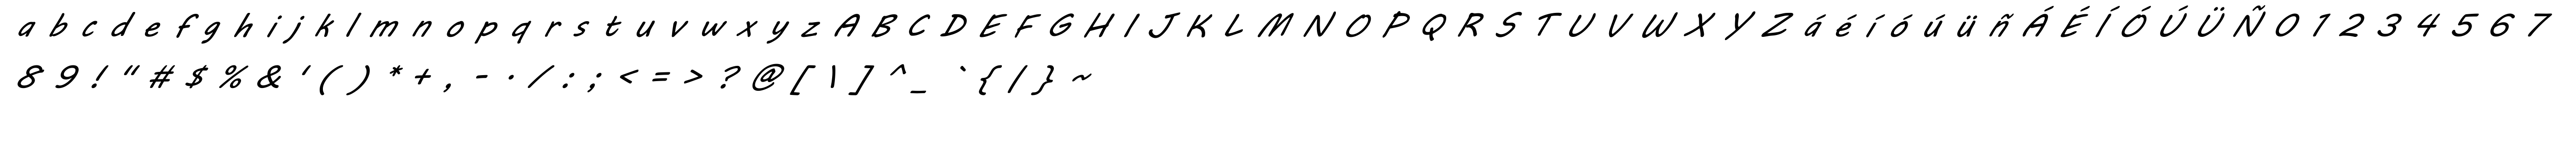 a b c d e f g h i j k l m n o p q r s t u v w x y z A B C D E F G H I J K L M N O P Q R S T U V W X Y Z á é í ó ú ü ñ Á É Í Ó Ú Ü Ñ 0 1 2 3 4 5 6 7
8 9 ! " # $ % & ' ( ) * + , - . / : ; < = > ? @ [ \ ] ^ _ ` { | } ~